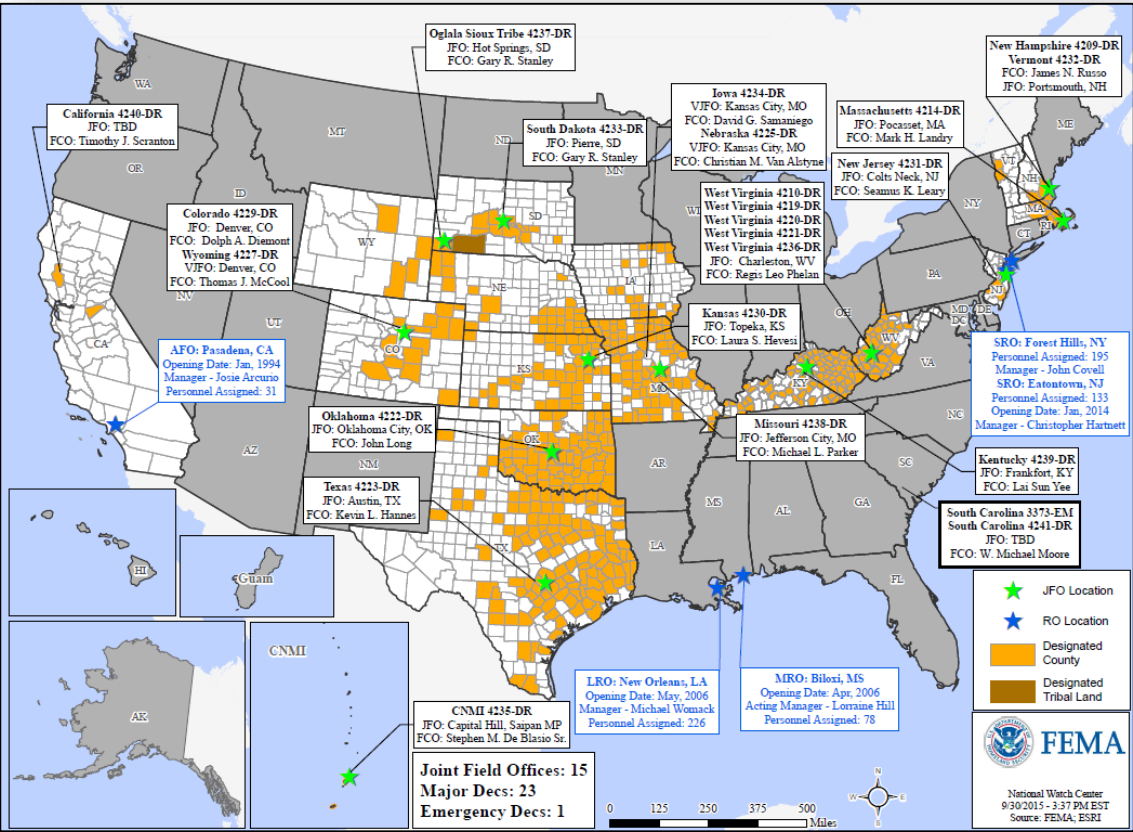 Oglala Sioux Tribe 4237-DR
JFO: Hot Springs, SD
FCO: Gary R. Stanley
New Hampshire 4209-DR
Vermont 4232-DR
FCO: James N. Russo
JFO: Portsmouth, NH
Iowa 4234-DR
VJFO: Kansas City, MO
FCO: David G. Samaniego
Nebraska 4225-DR
VJFO: Kansas City, MO
FCO: Christian M. Van Alstyne
California 4240-DR
JFO: TBD
FCO: Timothy J. Scranton
South Dakota 4233-DR
JFO: Pierre, SD
FCO: Gary R. Stanley
Massachusetts 4214-DR
JFO: Pocasset, MA
FCO: Mark H. Landry
New Jersey 4231-DR
JFO: Colts Neck, NJ
FCO: Seamus K. Leary
West Virginia 4210-DR
West Virginia 4219-DR
West Virginia 4220-DR
West Virginia 4221-DR
West Virginia 4236-DR
JFO: Charleston, WV
FCO: Regis Leo Phelan
Colorado 4229-DR
JFO: Denver, CO
FCO: Dolph A. Diemont
Wyoming 4227-DR
VJFO: Denver, CO
FCO: Thomas J. McCool
Kansas 4230-DR
JFO: Topeka, KS
FCO: Laura S. Hevesi
AFO: Pasadena, CA
Opening Date: Jan, 1994
Manager - Josie Arcurio
Personnel Assigned: 31
SRO: Forest Hills, NY
Personnel Assigned: 195
Manager - John Covell
SRO: Eatontown, NJ
Personnel Assigned: 133
Opening Date: Jan, 2014
Manager - Christopher Hartnett
Oklahoma 4222-DR
JFO: Oklahoma City, OK
FCO: John Long
Missouri 4238-DR
JFO: Jefferson City, MO
FCO: Michael L. Parker
Kentucky 4239-DR
JFO: Frankfort, KY
FCO: Lai Sun Yee
Texas 4223-DR
JFO: Austin, TX
FCO: Kevin L. Hannes
South Carolina 3373-EM
South Carolina 4241-DR
JFO: TBD
FCO: W. Michael Moore
WA
MT
ND
MN
ME
OR
ID
WY
SD
WI
NY
VT
NH
MA
RI
CT
NV
UT
CO
NE
IA
PA
NJ
OH
MD
DE
DC
CA
KS
MO
KY
WV
VA
AZ
NM
OK
AR
NC
SC
TX
LA
MS
AL
GA
FL
HI
Guam
AK
CNMI
LRO: New Orleans, LA
Opening Date: May, 2006
Manager - Michael Womack
Personnel Assigned: 226
MRO: Biloxi, MS
Opening Date: Apr, 2006
Acting Manager - Lorraine Hill
Personnel Assigned: 78
CNMI 4235-DR
JFO: Capital Hill, Saipan MP
FCO: Stephen M. De Blasio Sr.
Joint Field Offices: 15
Major Decs: 23
Emergency Decs: 1
0 125 250 375 500
Miles
N
W E
S
JFO Location
RO Location
Designated
County
Designated
Tribal Land
FEMA
National Watch Center
9/30/2015 - 3:37 PM EST
Source: FEMA; ESRI